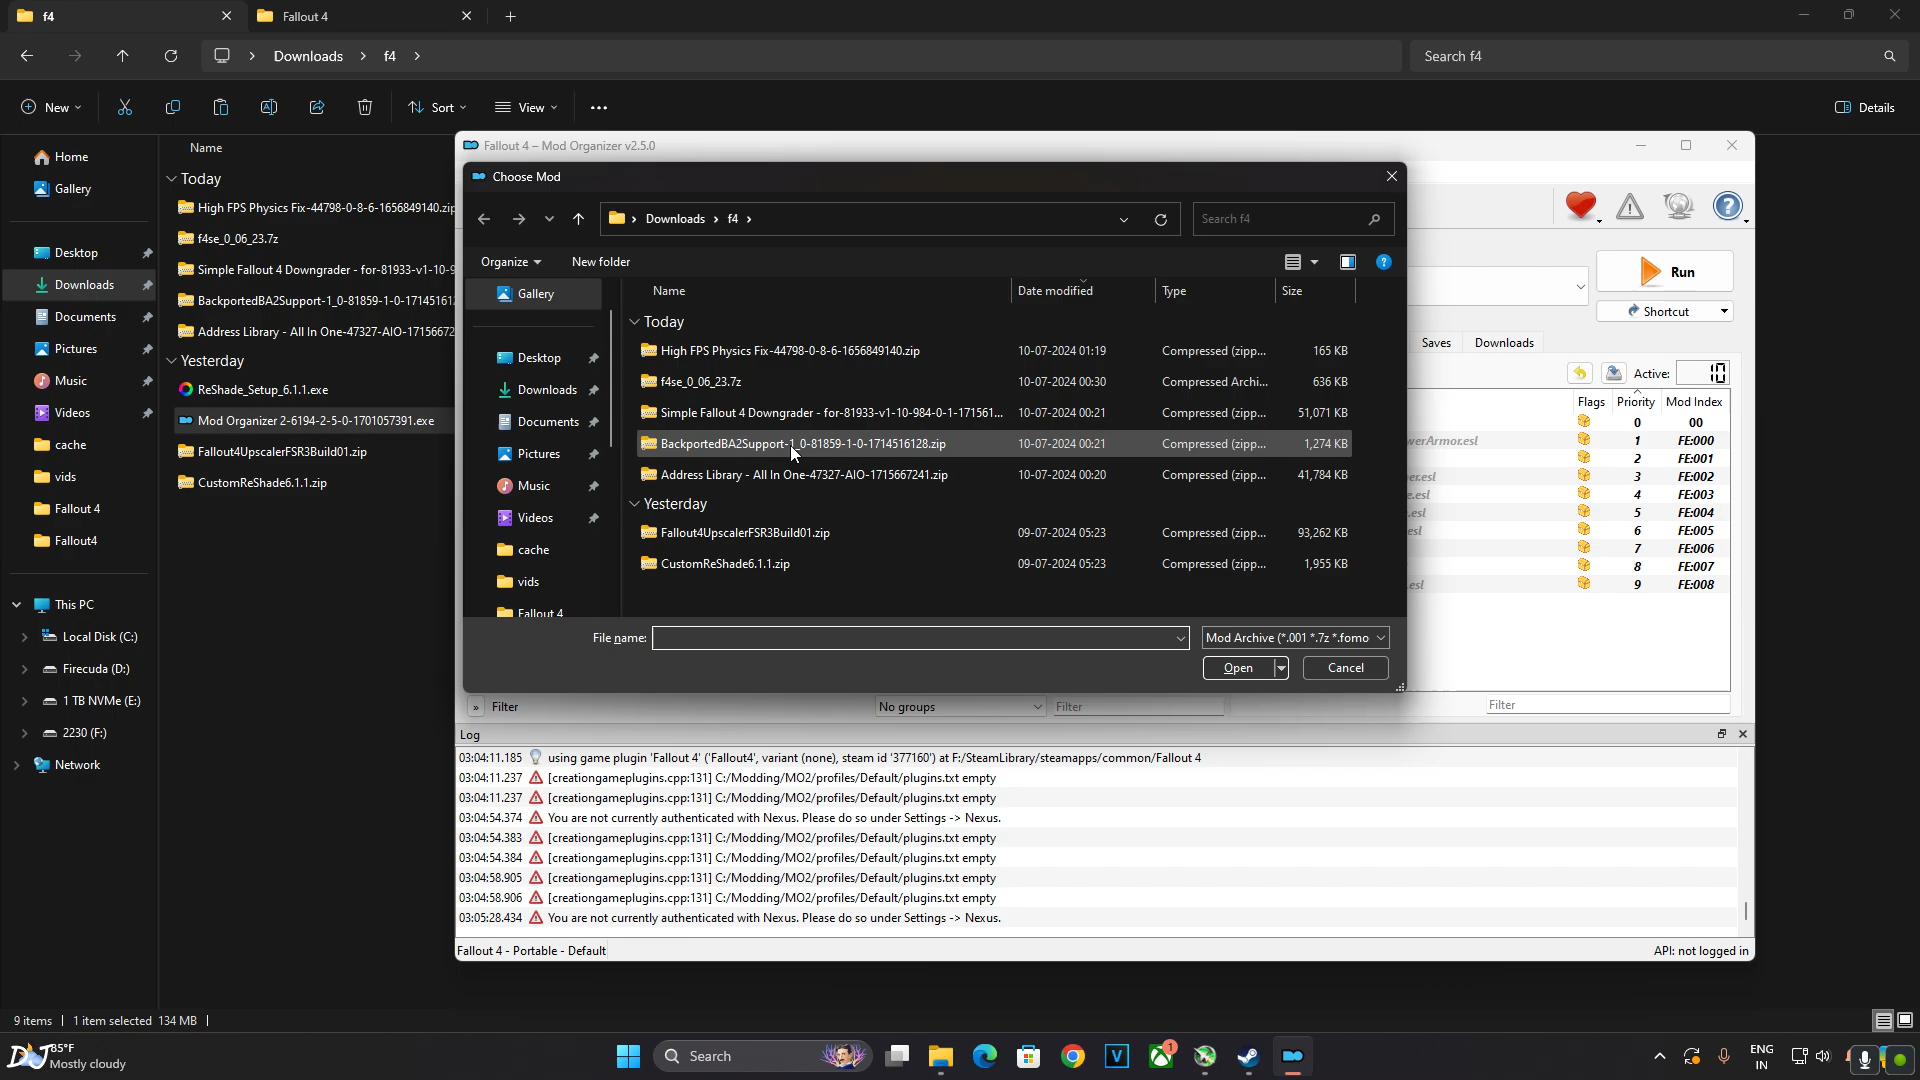 f4
Fallout 4
Downloads
f4
Search f4
New
Sort
View
Details
Home
Gallery
Desktop
Downloads
Documents
Pictures
Music
Videos
cache
vids
Fallout 4
Fallout4
This PC
Local Disk (C:)
Firecuda (D:)
1 TB NVMe (E:)
2230 (F:)
Network
Name
Today
High FPS Physics Fix-44798-0-8-6-1656849140.zip
f4se_0_06_23.7z
Simple Fallout 4 Downgrader - for-81933-v1-10-9
BackportedBA2Support-1_0-81859-1-0-17145161
Address Library - All In One-47327-AIO-17156672
Yesterday
ReShade_Setup_6.1.1.exe
Mod Organizer 2-6194-2-5-0-1701057391.exe
Fallout4UpscalerFSR3Build01.zip
CustomReShade6.1.1.zip
Fallout 4 – Mod Organizer v2.5.0
Choose Mod
Downloads
f4
Search f4
Organize
New folder
Gallery
Desktop
Downloads
Documents
Pictures
Music
Videos
cache
vids
Fallout 4
Name Date modified Type Size
Today
High FPS Physics Fix-44798-0-8-6-1656849140.zip 10-07-2024 01:19 Compressed (zipp... 165 KB
f4se_0_06_23.7z 10-07-2024 00:30 Compressed Archi... 636 KB
Simple Fallout 4 Downgrader - for-81933-v1-10-984-0-1-171561... 10-07-2024 00:21 Compressed (zipp... 51,071 KB
BackportedBA2Support-1_0-81859-1-0-1714516128.zip 10-07-2024 00:21 Compressed (zipp... 1,274 KB
Address Library - All In One-47327-AIO-1715667241.zip 10-07-2024 00:20 Compressed (zipp... 41,784 KB
Yesterday
Fallout4UpscalerFSR3Build01.zip 09-07-2024 05:23 Compressed (zipp... 93,262 KB
CustomReShade6.1.1.zip 09-07-2024 05:23 Compressed (zipp... 1,955 KB
File name:
Mod Archive (*.001 *.7z *.fomo
Open
Cancel
Run
Shortcut
Saves
Downloads
Active: 10
Flags Priority Mod Index
0 00
werArmor.esl 1 FE:000
2 FE:001
er.esl 3 FE:002
e.esl 4 FE:003
.esl 5 FE:004
esl 6 FE:005
7 FE:006
8 FE:007
.esl 9 FE:008
» Filter
No groups
Filter
Filter
Log
03:04:11.185 using game plugin 'Fallout 4' ('Fallout4', variant (none), steam id '377160') at F:/SteamLibrary/steamapps/common/Fallout 4
03:04:11.237 [creationgameplugins.cpp:131] C:/Modding/MO2/profiles/Default/plugins.txt empty
03:04:11.237 [creationgameplugins.cpp:131] C:/Modding/MO2/profiles/Default/plugins.txt empty
03:04:54.374 You are not currently authenticated with Nexus. Please do so under Settings -> Nexus.
03:04:54.383 [creationgameplugins.cpp:131] C:/Modding/MO2/profiles/Default/plugins.txt empty
03:04:54.384 [creationgameplugins.cpp:131] C:/Modding/MO2/profiles/Default/plugins.txt empty
03:04:58.905 [creationgameplugins.cpp:131] C:/Modding/MO2/profiles/Default/plugins.txt empty
03:04:58.906 [creationgameplugins.cpp:131] C:/Modding/MO2/profiles/Default/plugins.txt empty
03:05:28.434 You are not currently authenticated with Nexus. Please do so under Settings -> Nexus.
Fallout 4 - Portable - Default
API: not logged in
9 items
1 item selected 134 MB
DJ
85°F
Mostly cloudy
Search
V
1
ENG
IN